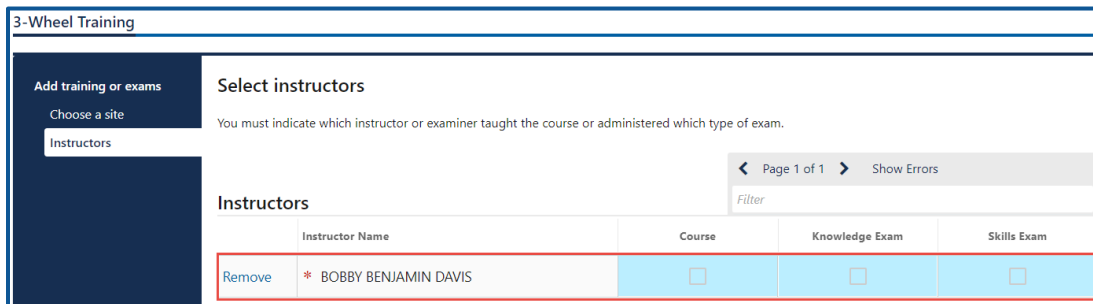 3-Wheel Training
Add training or exams
Choose a site
Instructors
Select instructors
You must indicate which instructor or examiner taught the course or administered which type of exam.
Page 1 of 1 Show Errors
Filter
Instructors
Instructor Name Course Knowledge Exam Skills Exam
Remove * BOBBY BENJAMIN DAVIS